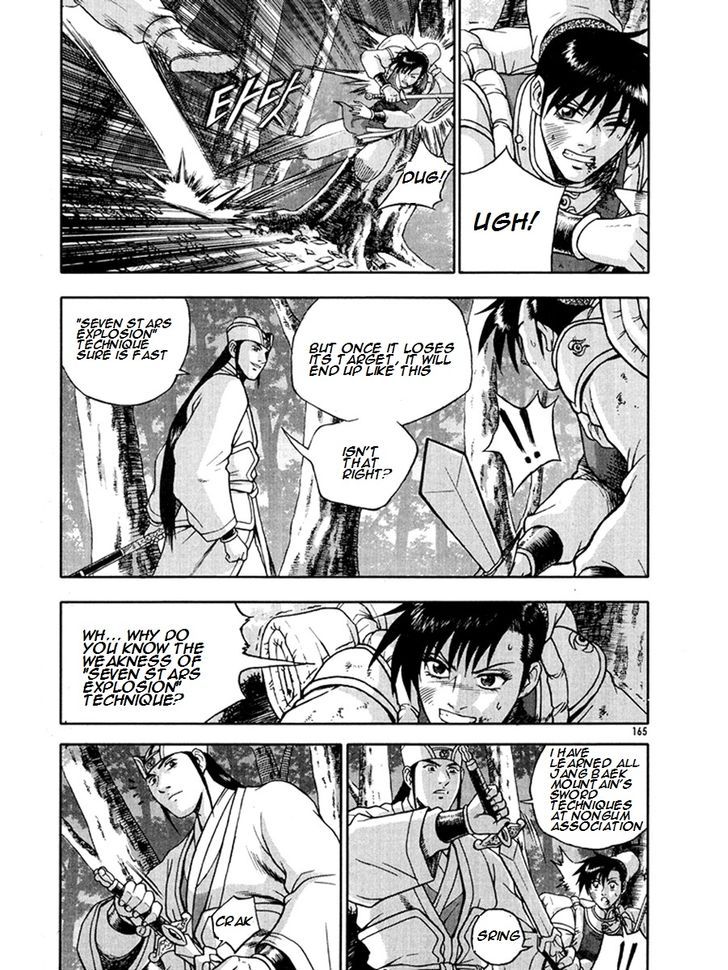 타닷
DUG!
UGH!
"SEVEN STARS
EXPLOSION"
TECHNIQUE
SURE IS FAST
BUT ONCE IT LOSES
ITS TARGET, IT WILL
END UP LIKE THIS
ISN'T
THAT
RIGHT?
!!
WH... WHY DO
YOU KNOW THE
WEAKNESS OF
"SEVEN STARS
EXPLOSION"
TECHNIQUE?
165
CRAK
I HAVE
LEARNED ALL
JANG BAEK
MOUNTAIN'S
SWORD
TECHNIQUES
AT NONGUM
ASSOCIATION
SRING
!!